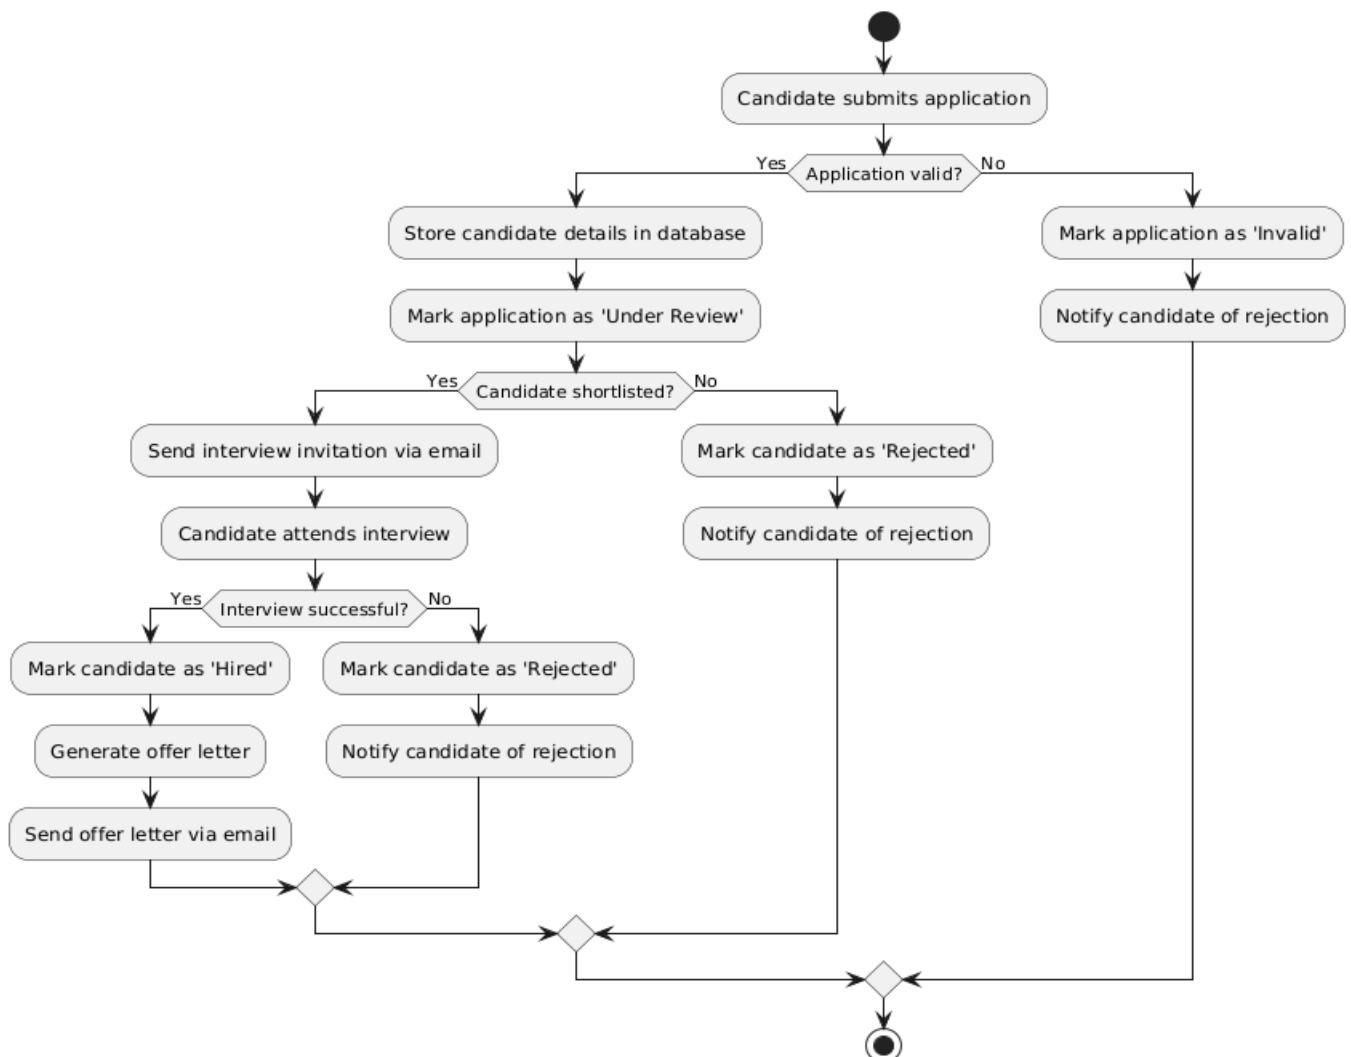 Candidate submits application
Yes
Application valid?
No
Store candidate details in database
Mark application as 'Invalid'
Mark application as 'Under Review'
Notify candidate of rejection
Yes
Candidate shortlisted?
No
Send interview invitation via email
Mark candidate as 'Rejected'
Candidate attends interview
Notify candidate of rejection
Yes
Interview successful?
No
Mark candidate as 'Hired'
Mark candidate as 'Rejected'
Generate offer letter
Notify candidate of rejection
Send offer letter via email